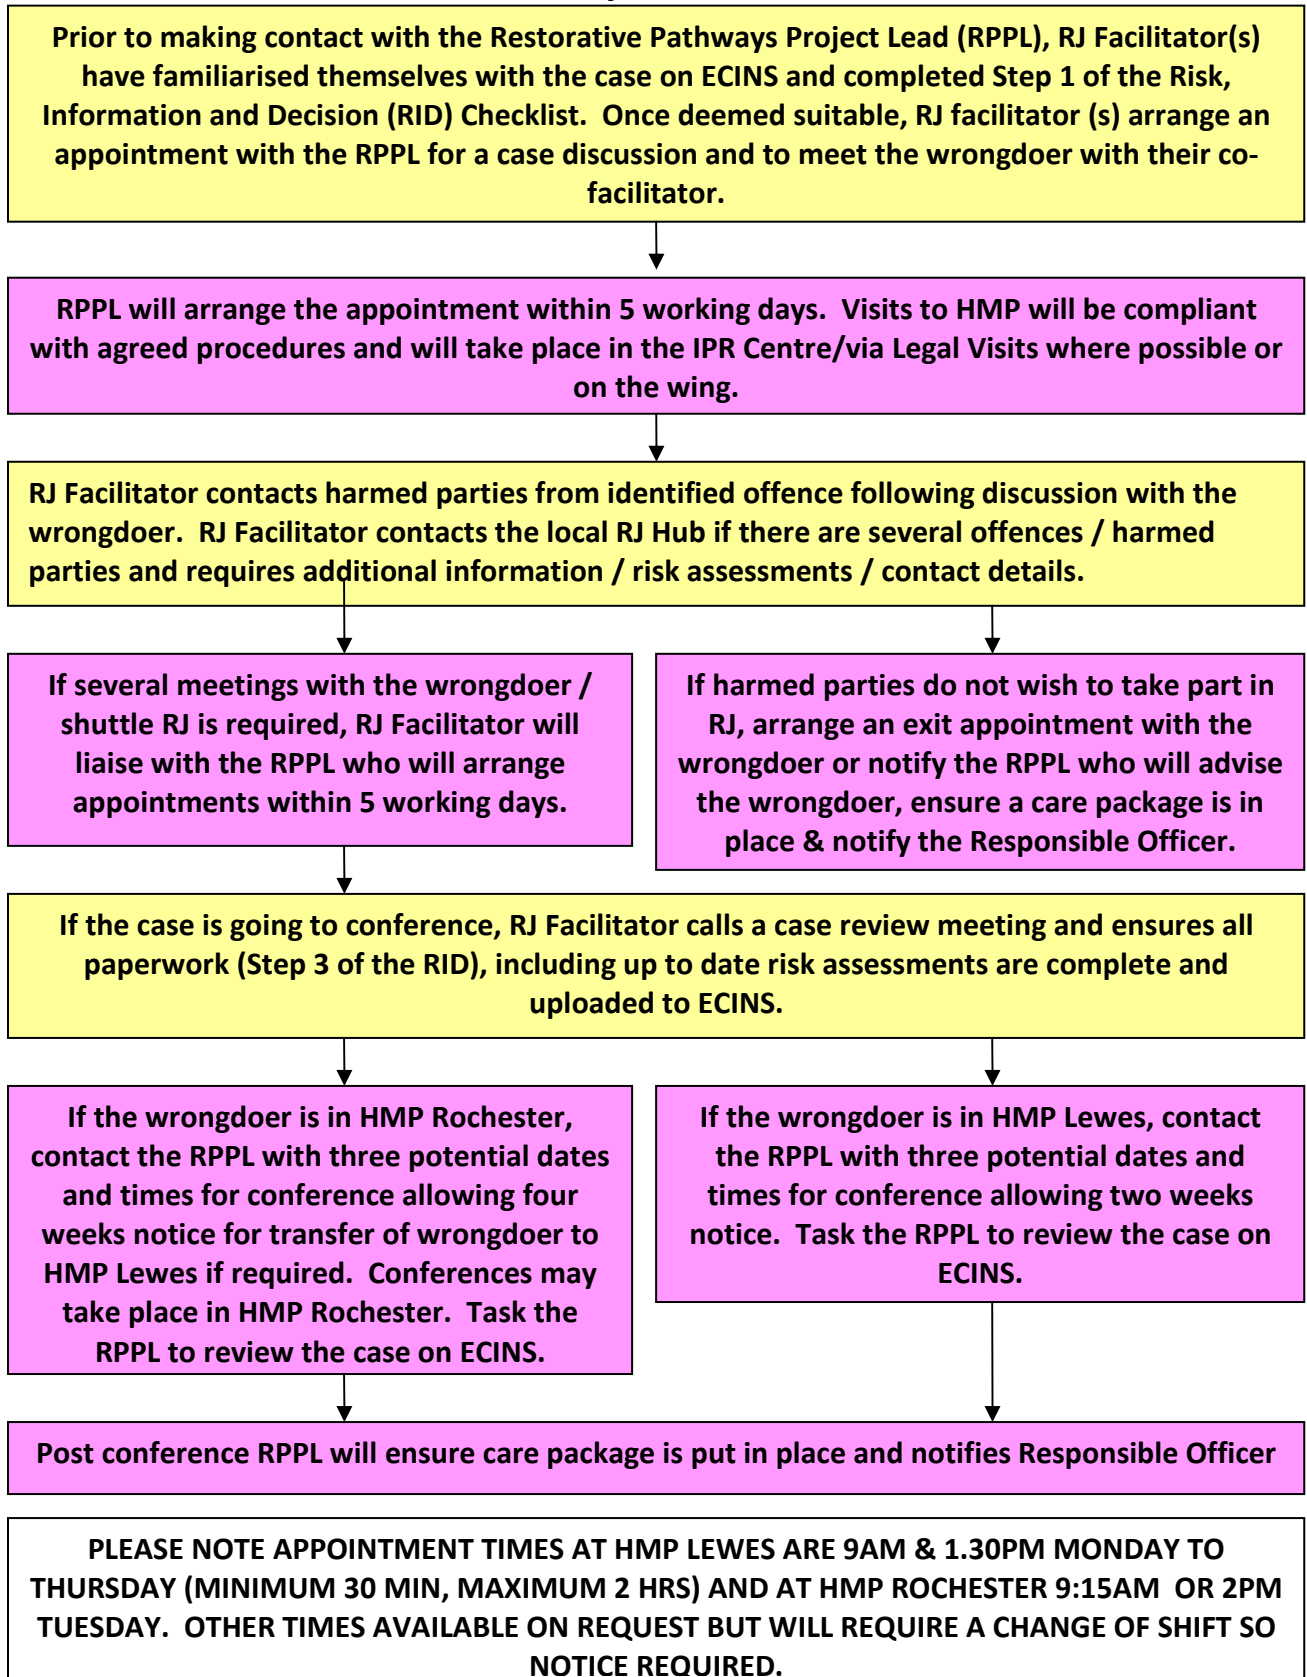 Prior to making contact with the Restorative Pathways Project Lead (RPPL), RJ Facilitator(s)
have familiarised themselves with the case on ECINS and completed Step 1 of the Risk,
Information and Decision (RID) Checklist. Once deemed suitable, RJ facilitator (s) arrange an
appointment with the RPPL for a case discussion and to meet the wrongdoer with their co-
facilitator.
RPPL will arrange the appointment within 5 working days. Visits to HMP will be compliant
with agreed procedures and will take place in the IPR Centre/via Legal Visits where possible or
on the wing.
RJ Facilitator contacts harmed parties from identified offence following discussion with the
wrongdoer. RJ Facilitator contacts the local RJ Hub if there are several offences / harmed
parties and requires additional information / risk assessments / contact details.
If several meetings with the wrongdoer /
shuttle RJ is required, RJ Facilitator will
liaise with the RPPL who will arrange
appointments within 5 working days.
If harmed parties do not wish to take part in
RJ, arrange an exit appointment with the
wrongdoer or notify the RPPL who will advise
the wrongdoer, ensure a care package is in
place & notify the Responsible Officer.
If the case is going to conference, RJ Facilitator calls a case review meeting and ensures all
paperwork (Step 3 of the RID), including up to date risk assessments are complete and
uploaded to ECINS.
If the wrongdoer is in HMP Rochester,
contact the RPPL with three potential dates
and times for conference allowing four
weeks notice for transfer of wrongdoer to
HMP Lewes if required. Conferences may
take place in HMP Rochester. Task the
RPPL to review the case on ECINS.
If the wrongdoer is in HMP Lewes, contact
the RPPL with three potential dates and
times for conference allowing two weeks
notice. Task the RPPL to review the case on
ECINS.
Post conference RPPL will ensure care package is put in place and notifies Responsible Officer
PLEASE NOTE APPOINTMENT TIMES AT HMP LEWES ARE 9AM & 1.30PM MONDAY TO
THURSDAY (MINIMUM 30 MIN, MAXIMUM 2 HRS) AND AT HMP ROCHESTER 9:15AM OR 2PM
TUESDAY. OTHER TIMES AVAILABLE ON REQUEST BUT WILL REQUIRE A CHANGE OF SHIFT SO
NOTICE REQUIRED.